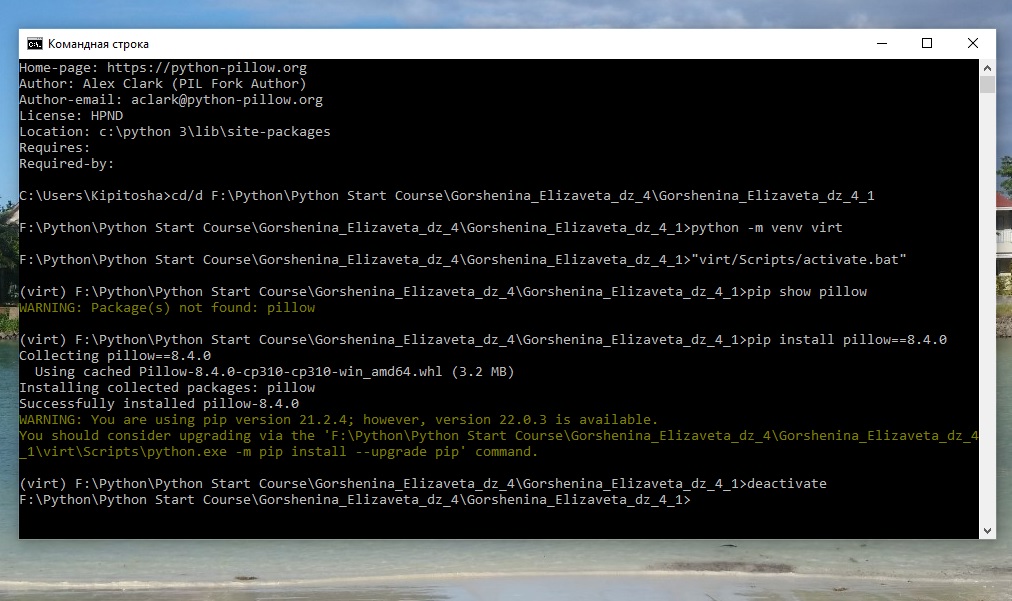 Командная строка
Home-page: https://python-pillow.org
Author: Alex Clark (PIL Fork Author)
Author-email: aclark@python-pillow.org
License: HPND
Location: c:\python 3\lib\site-packages
Requires:
Required-by:
C:\Users\Kipitosha>cd/d F:\Python\Python Start Course\Gorshenina_Elizaveta_dz_4\Gorshenina_Elizaveta_dz_4_1
F:\Python\Python Start Course\Gorshenina_Elizaveta_dz_4\Gorshenina_Elizaveta_dz_4_1>python -m venv virt
F:\Python\Python Start Course\Gorshenina_Elizaveta_dz_4\Gorshenina_Elizaveta_dz_4_1>"virt/Scripts/activate.bat"
(virt) F:\Python\Python Start Course\Gorshenina_Elizaveta_dz_4\Gorshenina_Elizaveta_dz_4_1>pip show pillow
WARNING: Package(s) not found: pillow
(virt) F:\Python\Python Start Course\Gorshenina_Elizaveta_dz_4\Gorshenina_Elizaveta_dz_4_1>pip install pillow==8.4.0
Collecting pillow==8.4.0
  Using cached Pillow-8.4.0-cp310-cp310-win_amd64.whl (3.2 MB)
Installing collected packages: pillow
Successfully installed pillow-8.4.0
WARNING: You are using pip version 21.2.4; however, version 22.0.3 is available.
You should consider upgrading via the 'F:\Python\Python Start Course\Gorshenina_Elizaveta_dz_4\Gorshenina_Elizaveta_dz_4
_1\virt\Scripts\python.exe -m pip install --upgrade pip' command.
(virt) F:\Python\Python Start Course\Gorshenina_Elizaveta_dz_4\Gorshenina_Elizaveta_dz_4_1>deactivate
F:\Python\Python Start Course\Gorshenina_Elizaveta_dz_4\Gorshenina_Elizaveta_dz_4_1>